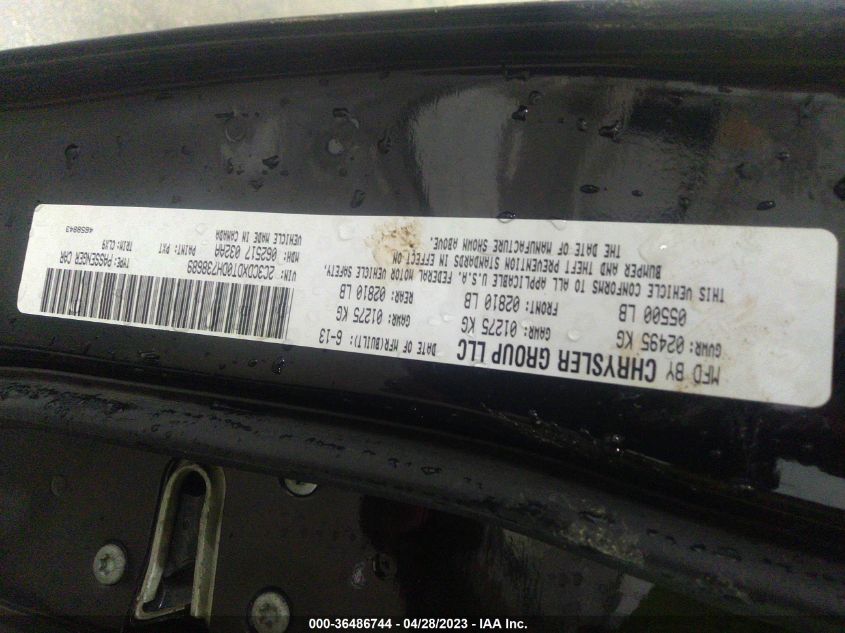 MFD BY CHRYSLER GROUP LLC
DATE OF MFR(BUILT): 6-13
GVWR: 02495 KG
GAWR: 01275 KG
GAWR: 01275 KG
05500 LB
FRONT: 02810 LB
REAR: 02810 LB
THIS VEHICLE CONFORMS TO ALL APPLICABLE U.S.A. FEDERAL MOTOR VEHICLE SAFETY,
BUMPER AND THEFT PREVENTION STANDARDS IN EFFECT ON
THE DATE OF MANUFACTURE SHOWN ABOVE.
VIN: 2C3CDXDT0DH738689
TYPE: PASSENGER CAR
MDH: 062517 032AA
PAINT: PXT
TRIM: CLX9
VEHICLE MADE IN CANADA
4658843
000-36486744 - 04/28/2023 - IAA Inc.